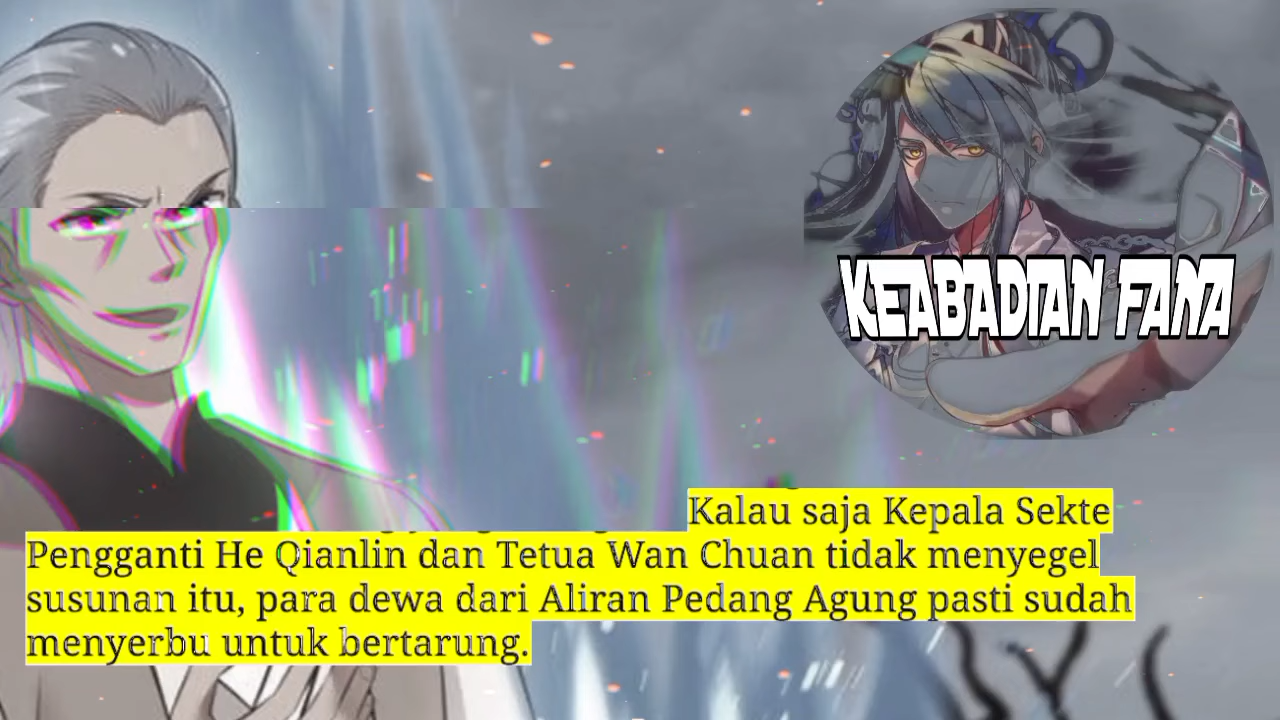 KEABADIAN FANA
Kalau saja Kepala Sekte
Pengganti He Qianlin dan Tetua Wan Chuan tidak menyegel
susunan itu, para dewa dari Aliran Pedang Agung pasti sudah
menyerbu untuk bertarung.